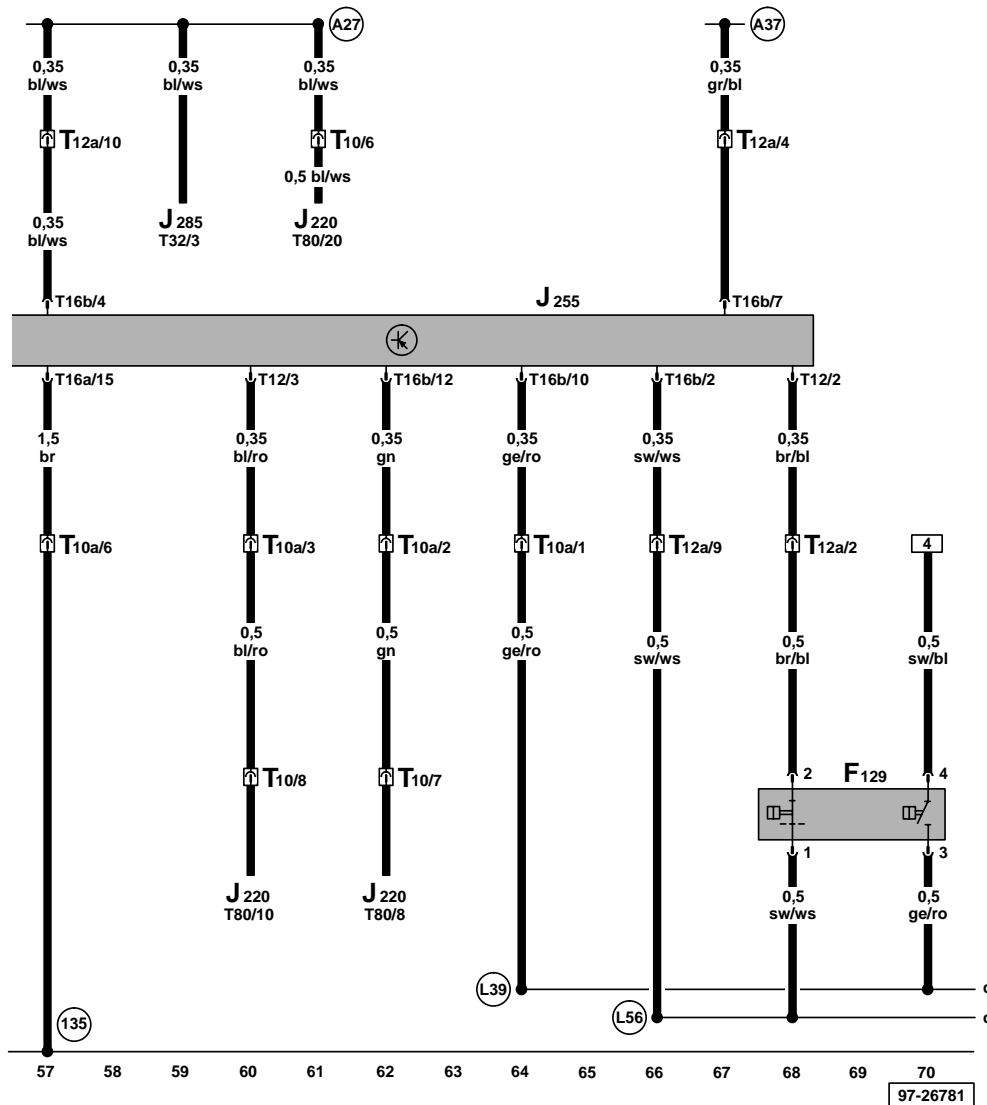 A27 A37
0,35 0,35 0,35 0,35
bl/ws bl/ws bl/ws gr/bl
T12a/10 T10/6 T12a/4
0,5 bl/ws
0,35 J 285 J 220
bl/ws T32/3 T80/20
T16b/4 J 255 T16b/7
T16a/15 T12/3 T16b/12 T16b/10 T16b/2 T12/2
1,5 0,35 0,35 0,35 0,35 0,35
br bl/ro gn ge/ro sw/ws br/bl
T10a/6 T10a/3 T10a/2 T10a/1 T12a/9 T12a/2 4
0,5 0,5 0,5 0,5 0,5 0,5
bl/ro gn ge/ro sw/ws br/bl sw/bl
T10/8 T10/7 2 F129 4
1 3
J 220 J 220 0,5 0,5
T80/10 T80/8 sw/ws ge/ro
L39
135 L56
57 58 59 60 61 62 63 64 65 66 67 68 69 70
97-26781